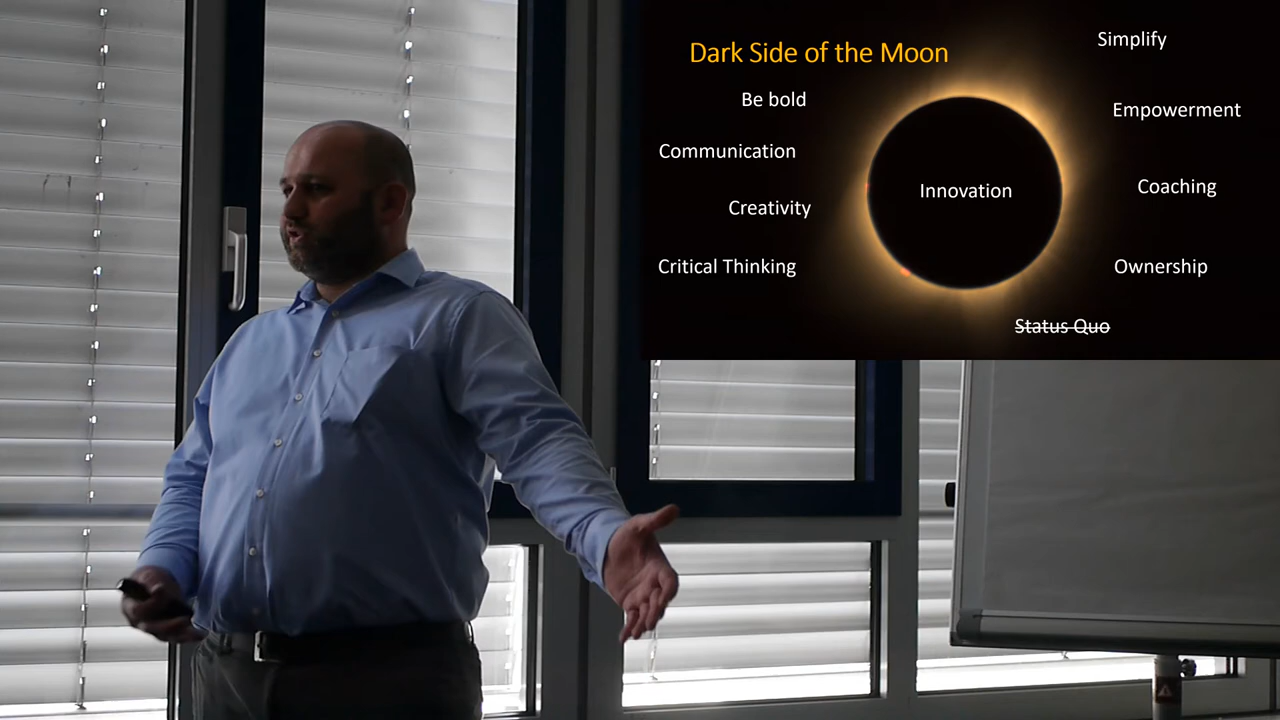 Dark Side of the Moon
Simplify
Be bold
Empowerment
Communication
Coaching
Innovation
Creativity
Critical Thinking
Ownership
Status Quo